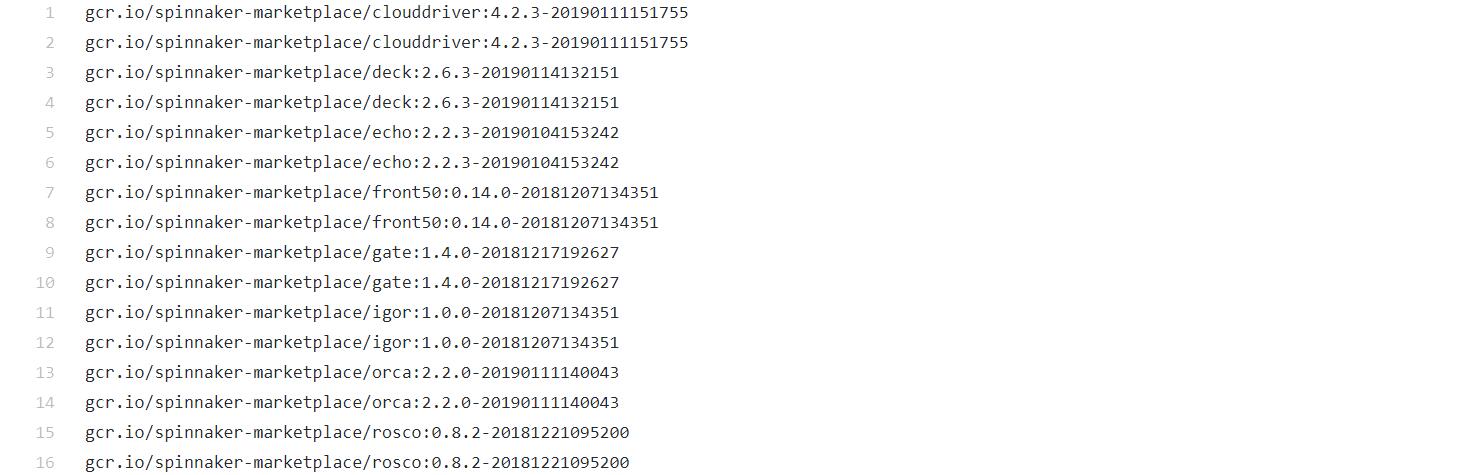 1 gcr.io/spinnaker-marketplace/clouddriver:4.2.3-20190111151755
2 gcr.io/spinnaker-marketplace/clouddriver:4.2.3-20190111151755
3 gcr.io/spinnaker-marketplace/deck:2.6.3-20190114132151
4 gcr.io/spinnaker-marketplace/deck:2.6.3-20190114132151
5 gcr.io/spinnaker-marketplace/echo:2.2.3-20190104153242
6 gcr.io/spinnaker-marketplace/echo:2.2.3-20190104153242
7 gcr.io/spinnaker-marketplace/front50:0.14.0-20181207134351
8 gcr.io/spinnaker-marketplace/front50:0.14.0-20181207134351
9 gcr.io/spinnaker-marketplace/gate:1.4.0-20181217192627
10 gcr.io/spinnaker-marketplace/gate:1.4.0-20181217192627
11 gcr.io/spinnaker-marketplace/igor:1.0.0-20181207134351
12 gcr.io/spinnaker-marketplace/igor:1.0.0-20181207134351
13 gcr.io/spinnaker-marketplace/orca:2.2.0-20190111140043
14 gcr.io/spinnaker-marketplace/orca:2.2.0-20190111140043
15 gcr.io/spinnaker-marketplace/rosco:0.8.2-20181221095200
16 gcr.io/spinnaker-marketplace/rosco:0.8.2-20181221095200